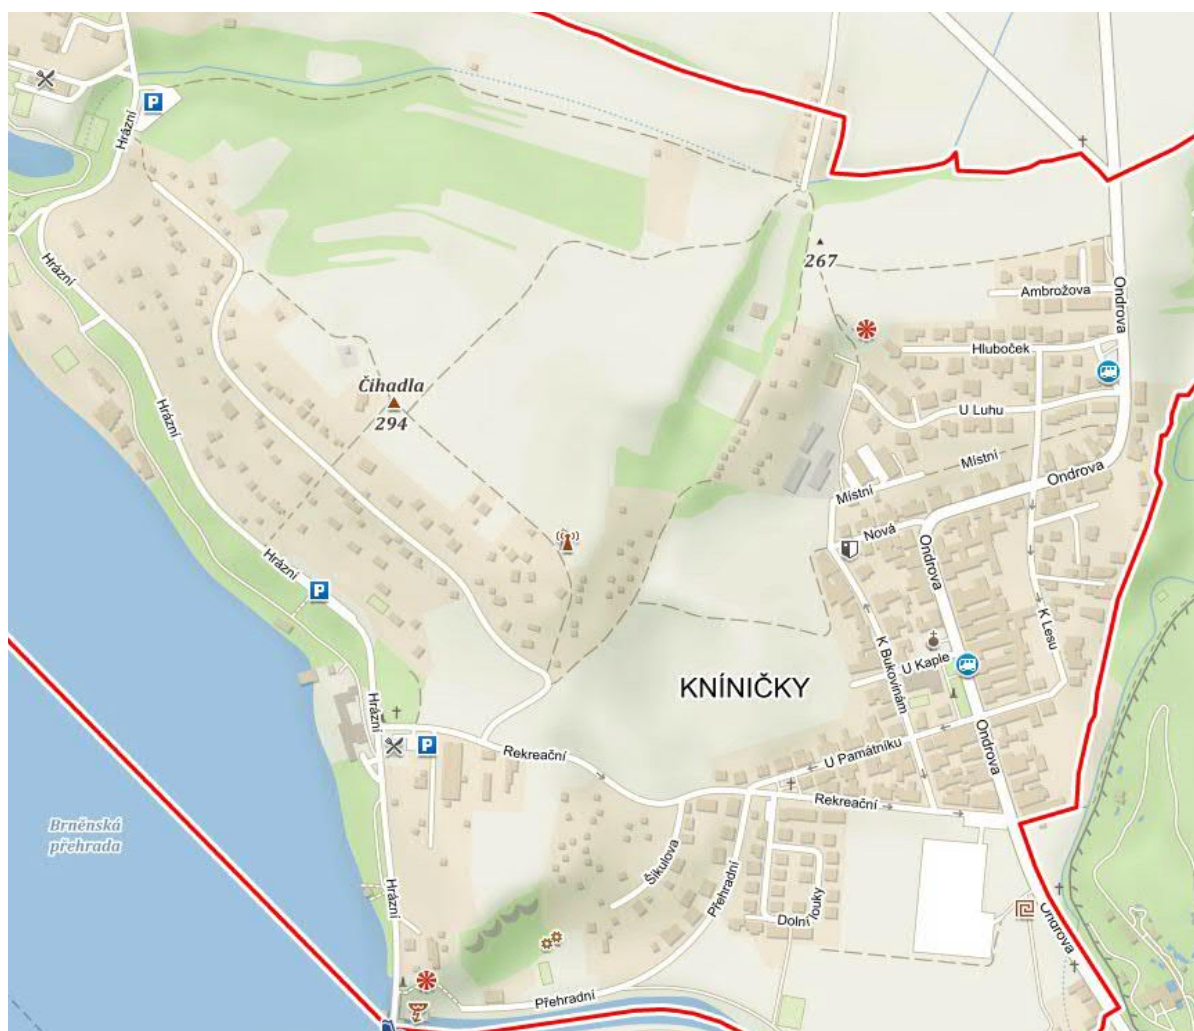 P
Hrázní
267
Ondrova
Hrázní
Ambrožova
Hluboček
Čihadla
294
Hrázní
U Luhu
Místní
Ondrova
Místní
Nová
Ondrova
Hrázní
P
K Lesu
U Kaple
K Bukovinám
KNÍNIČKY
Hrázní
P
Rekreační
U Památníku
Ondrova
Rekreační
Brněnská
přehrada
Šikulova
Přehradní
Hrázní
Dolní louky
Ondrova
Přehradní